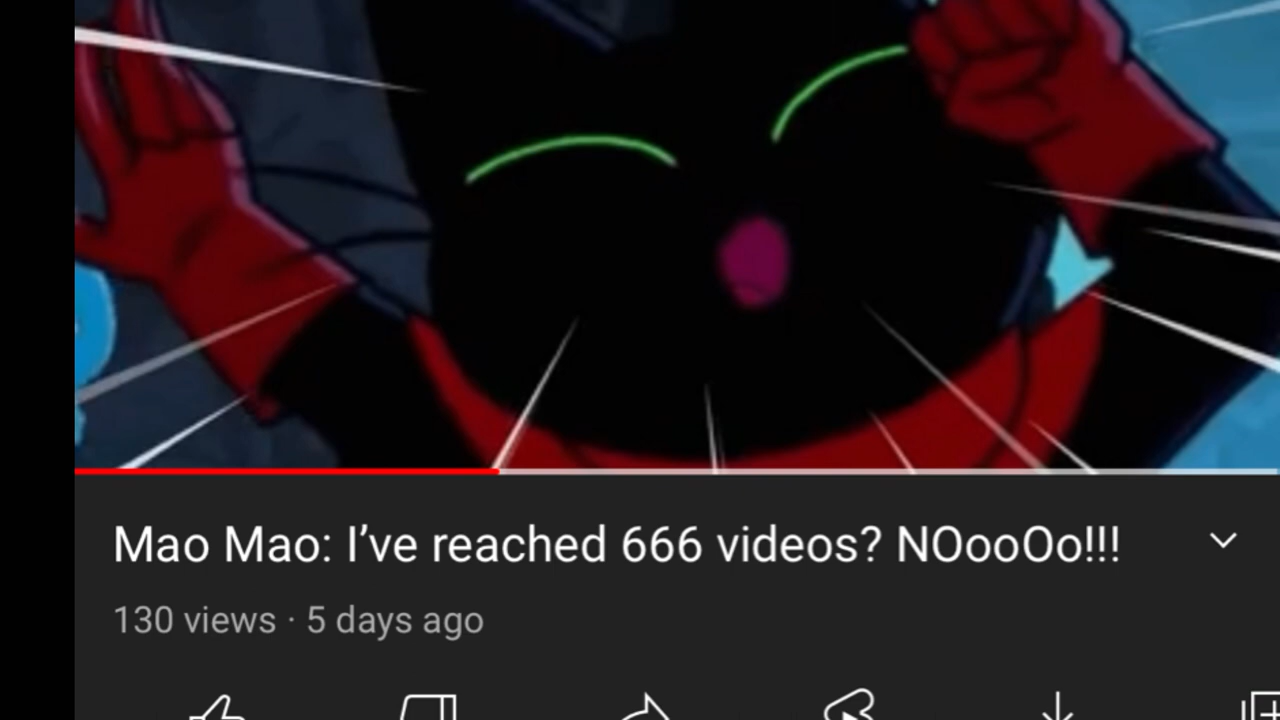 Mao Mao: I’ve reached 666 videos? NOooOo!!!
130 views · 5 days ago